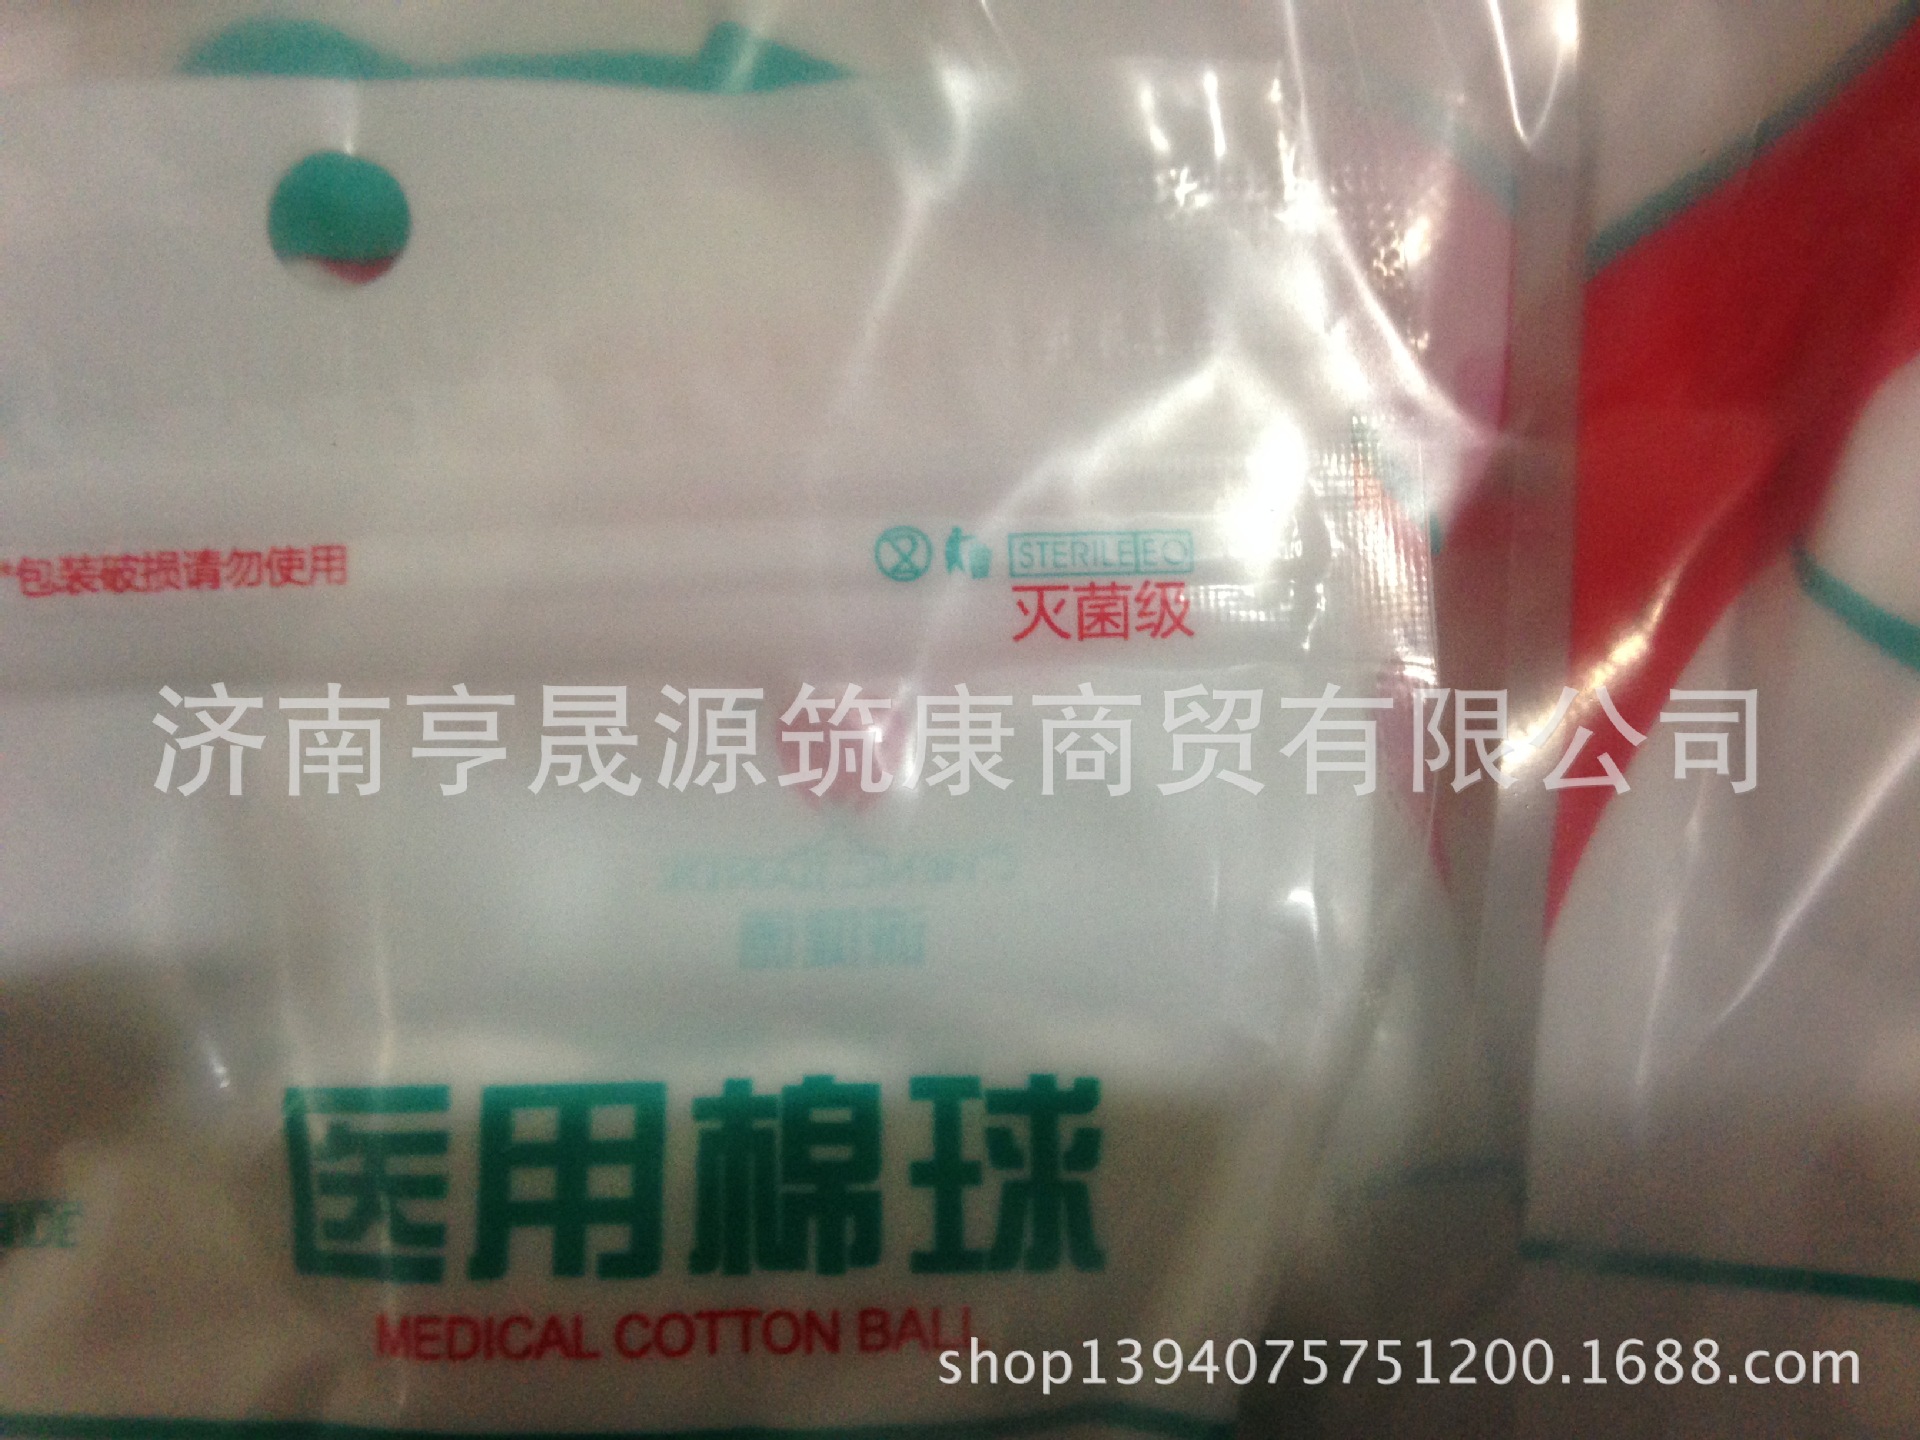 *包装破损请勿使用
STERILE EO
灭菌级
济南亨晟源筑康商贸有限公司
医用棉球
MEDICAL COTTON BALL
shop1394075751200.1688.com